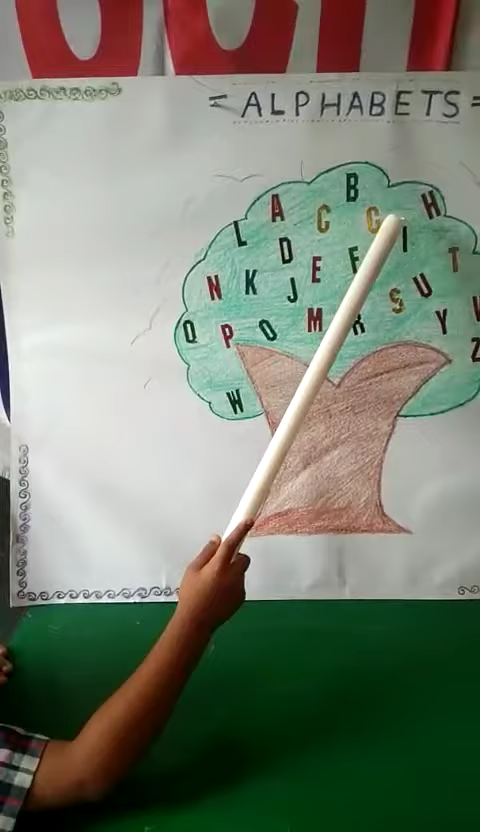 = ALPHABETS =
B
A C H
L I
D F T
E
N K J S U
Q P O M R Y
Z
W